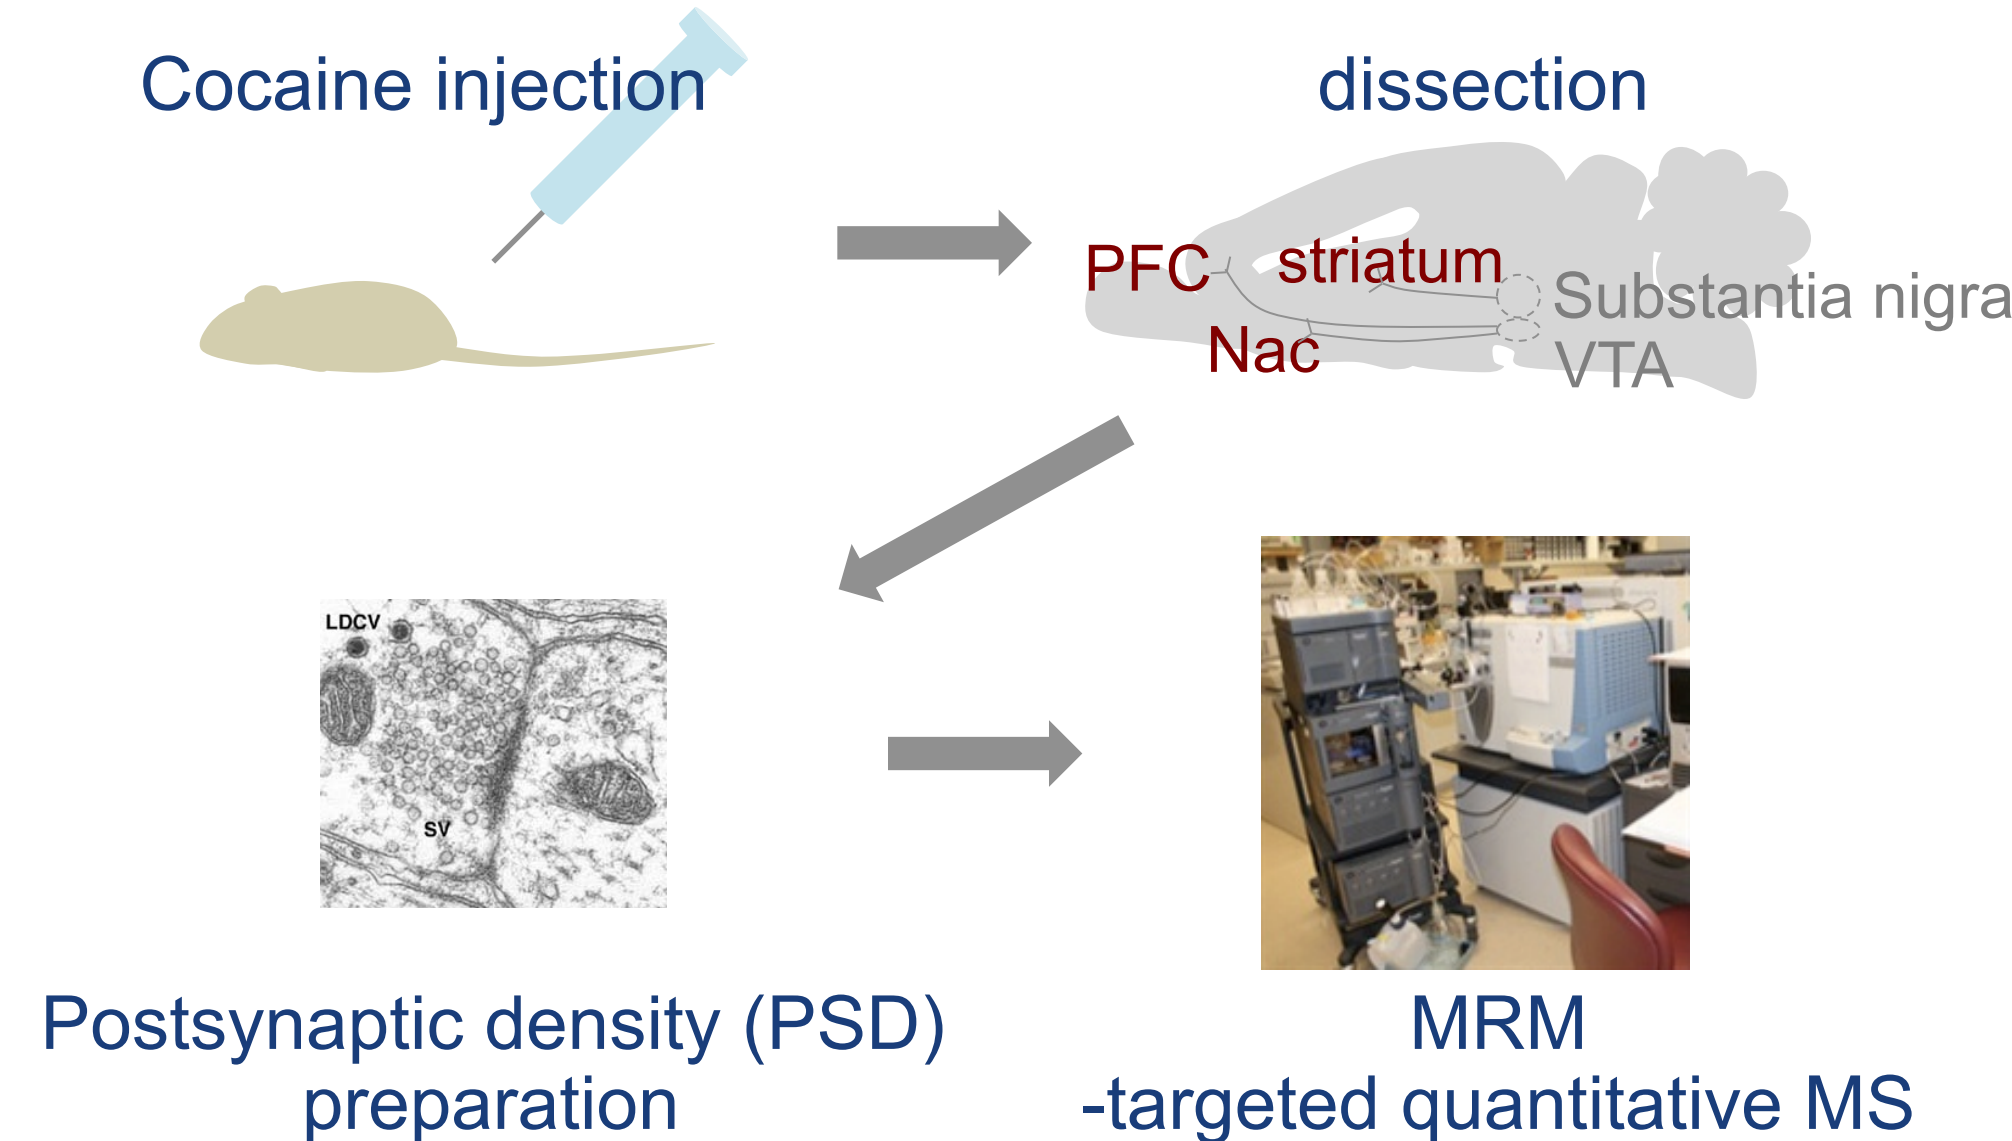 Cocaine injection
dissection
PFC
striatum
Substantia nigra
Nac
VTA
LDCV
SV
Postsynaptic density (PSD)
preparation
MRM
-targeted quantitative MS